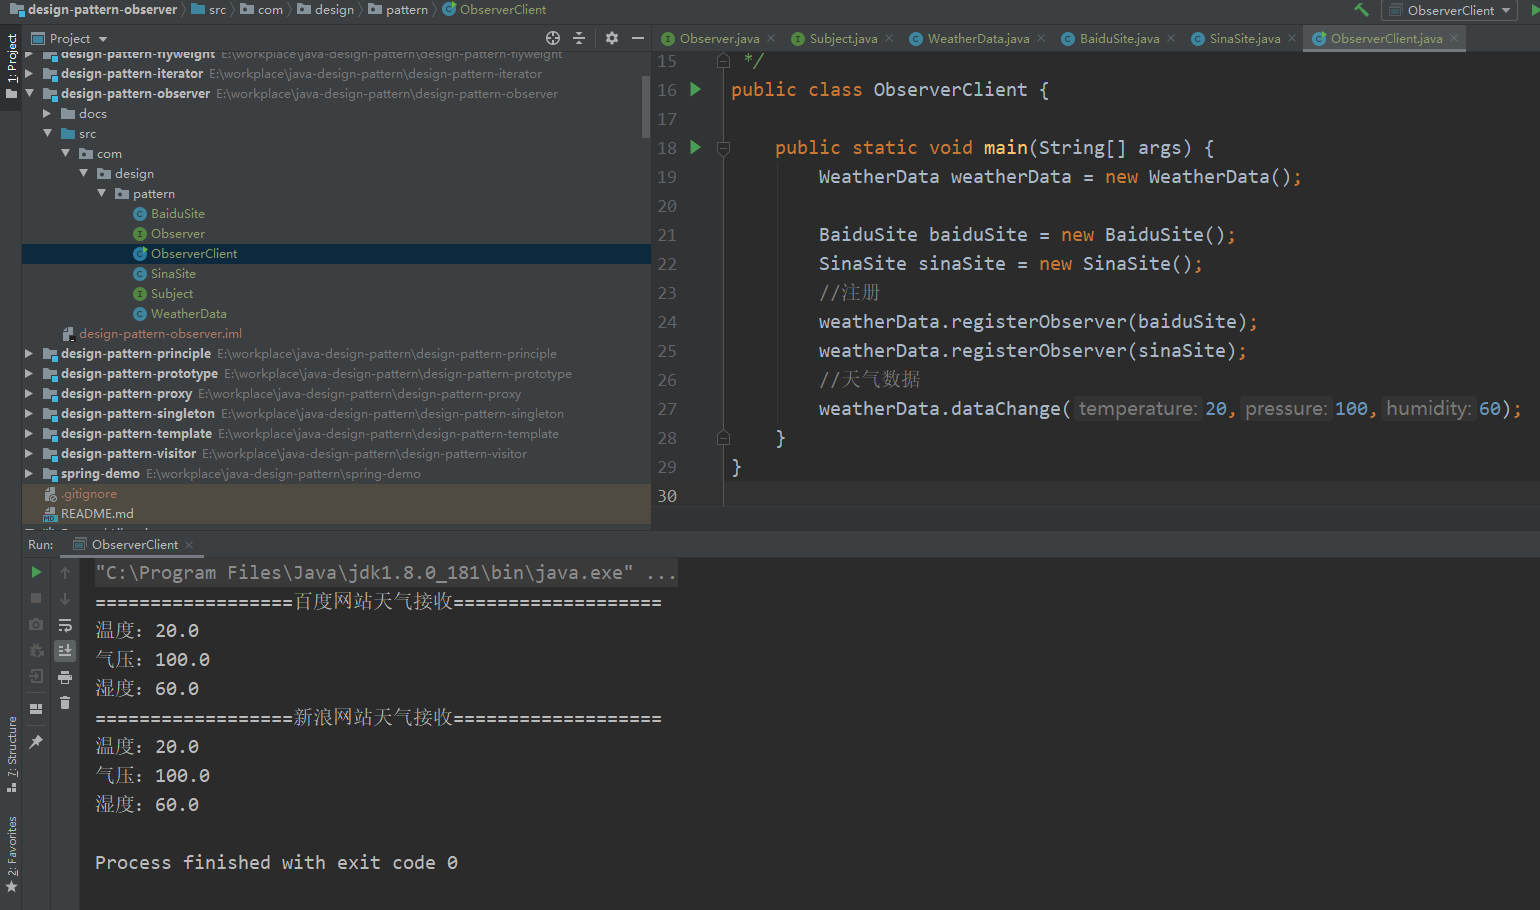 design-pattern-observer src com design pattern ObserverClient
ObserverClient
1: Project
Project
Observer.java Subject.java WeatherData.java BaiduSite.java SinaSite.java ObserverClient.java
design-pattern-flyweight E:\workplace\java-design-pattern\design-pattern-flyweight
design-pattern-iterator E:\workplace\java-design-pattern\design-pattern-iterator
design-pattern-observer E:\workplace\java-design-pattern\design-pattern-observer
docs
src
com
design
pattern
BaiduSite
Observer
ObserverClient
SinaSite
Subject
WeatherData
design-pattern-observer.iml
design-pattern-principle E:\workplace\java-design-pattern\design-pattern-principle
design-pattern-prototype E:\workplace\java-design-pattern\design-pattern-prototype
design-pattern-proxy E:\workplace\java-design-pattern\design-pattern-proxy
design-pattern-singleton E:\workplace\java-design-pattern\design-pattern-singleton
design-pattern-template E:\workplace\java-design-pattern\design-pattern-template
design-pattern-visitor E:\workplace\java-design-pattern\design-pattern-visitor
spring-demo E:\workplace\java-design-pattern\spring-demo
.gitignore
README.md
15 */
16 public class ObserverClient {
17
18 public static void main(String[] args) {
19 WeatherData weatherData = new WeatherData();
20
21 BaiduSite baiduSite = new BaiduSite();
22 SinaSite sinaSite = new SinaSite();
23 //注册
24 weatherData.registerObserver(baiduSite);
25 weatherData.registerObserver(sinaSite);
26 //天气数据
27 weatherData.dataChange( temperature: 20, pressure: 100, humidity: 60);
28 }
29 }
30
Run: ObserverClient
"C:\Program Files\Java\jdk1.8.0_181\bin\java.exe" ...
==================百度网站天气接收===================
温度：20.0
气压：100.0
湿度：60.0
==================新浪网站天气接收===================
温度：20.0
气压：100.0
湿度：60.0
Process finished with exit code 0
7: Structure
2: Favorites